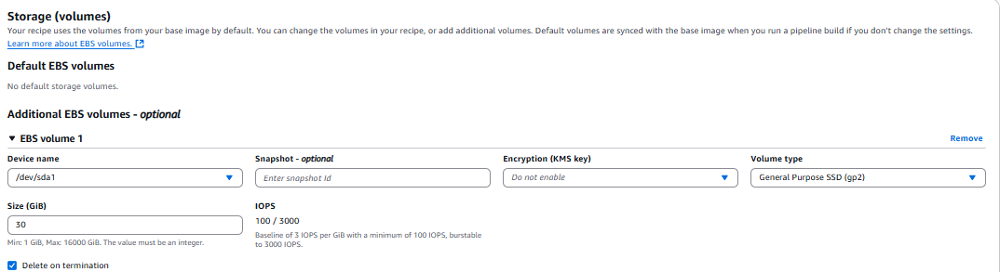 Storage (volumes)
Your recipe uses the volumes from your base image by default. You can change the volumes in your recipe, or add additional volumes. Default volumes are synced with the base image when you run a pipeline build if you don't change the settings.
Learn more about EBS volumes.
Default EBS volumes
No default storage volumes.
Additional EBS volumes - optional
EBS volume 1
Remove
Device name
Snapshot - optional
Encryption (KMS key)
Volume type
/dev/sda1
Enter snapshot Id
Do not enable
General Purpose SSD (gp2)
Size (GiB)
IOPS
30
100 / 3000
Min: 1 GiB, Max: 16000 GiB. The value must be an integer.
Baseline of 3 IOPS per GiB with a minimum of 100 IOPS, burstable
to 3000 IOPS.
Delete on termination